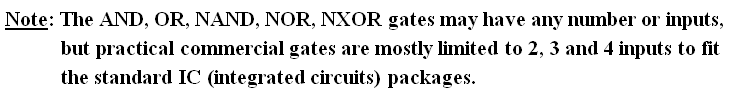 Note: The AND, OR, NAND, NOR, NXOR gates may have any number or inputs,
but practical commercial gates are mostly limited to 2, 3 and 4 inputs to fit
the standard IC (integrated circuits) packages.